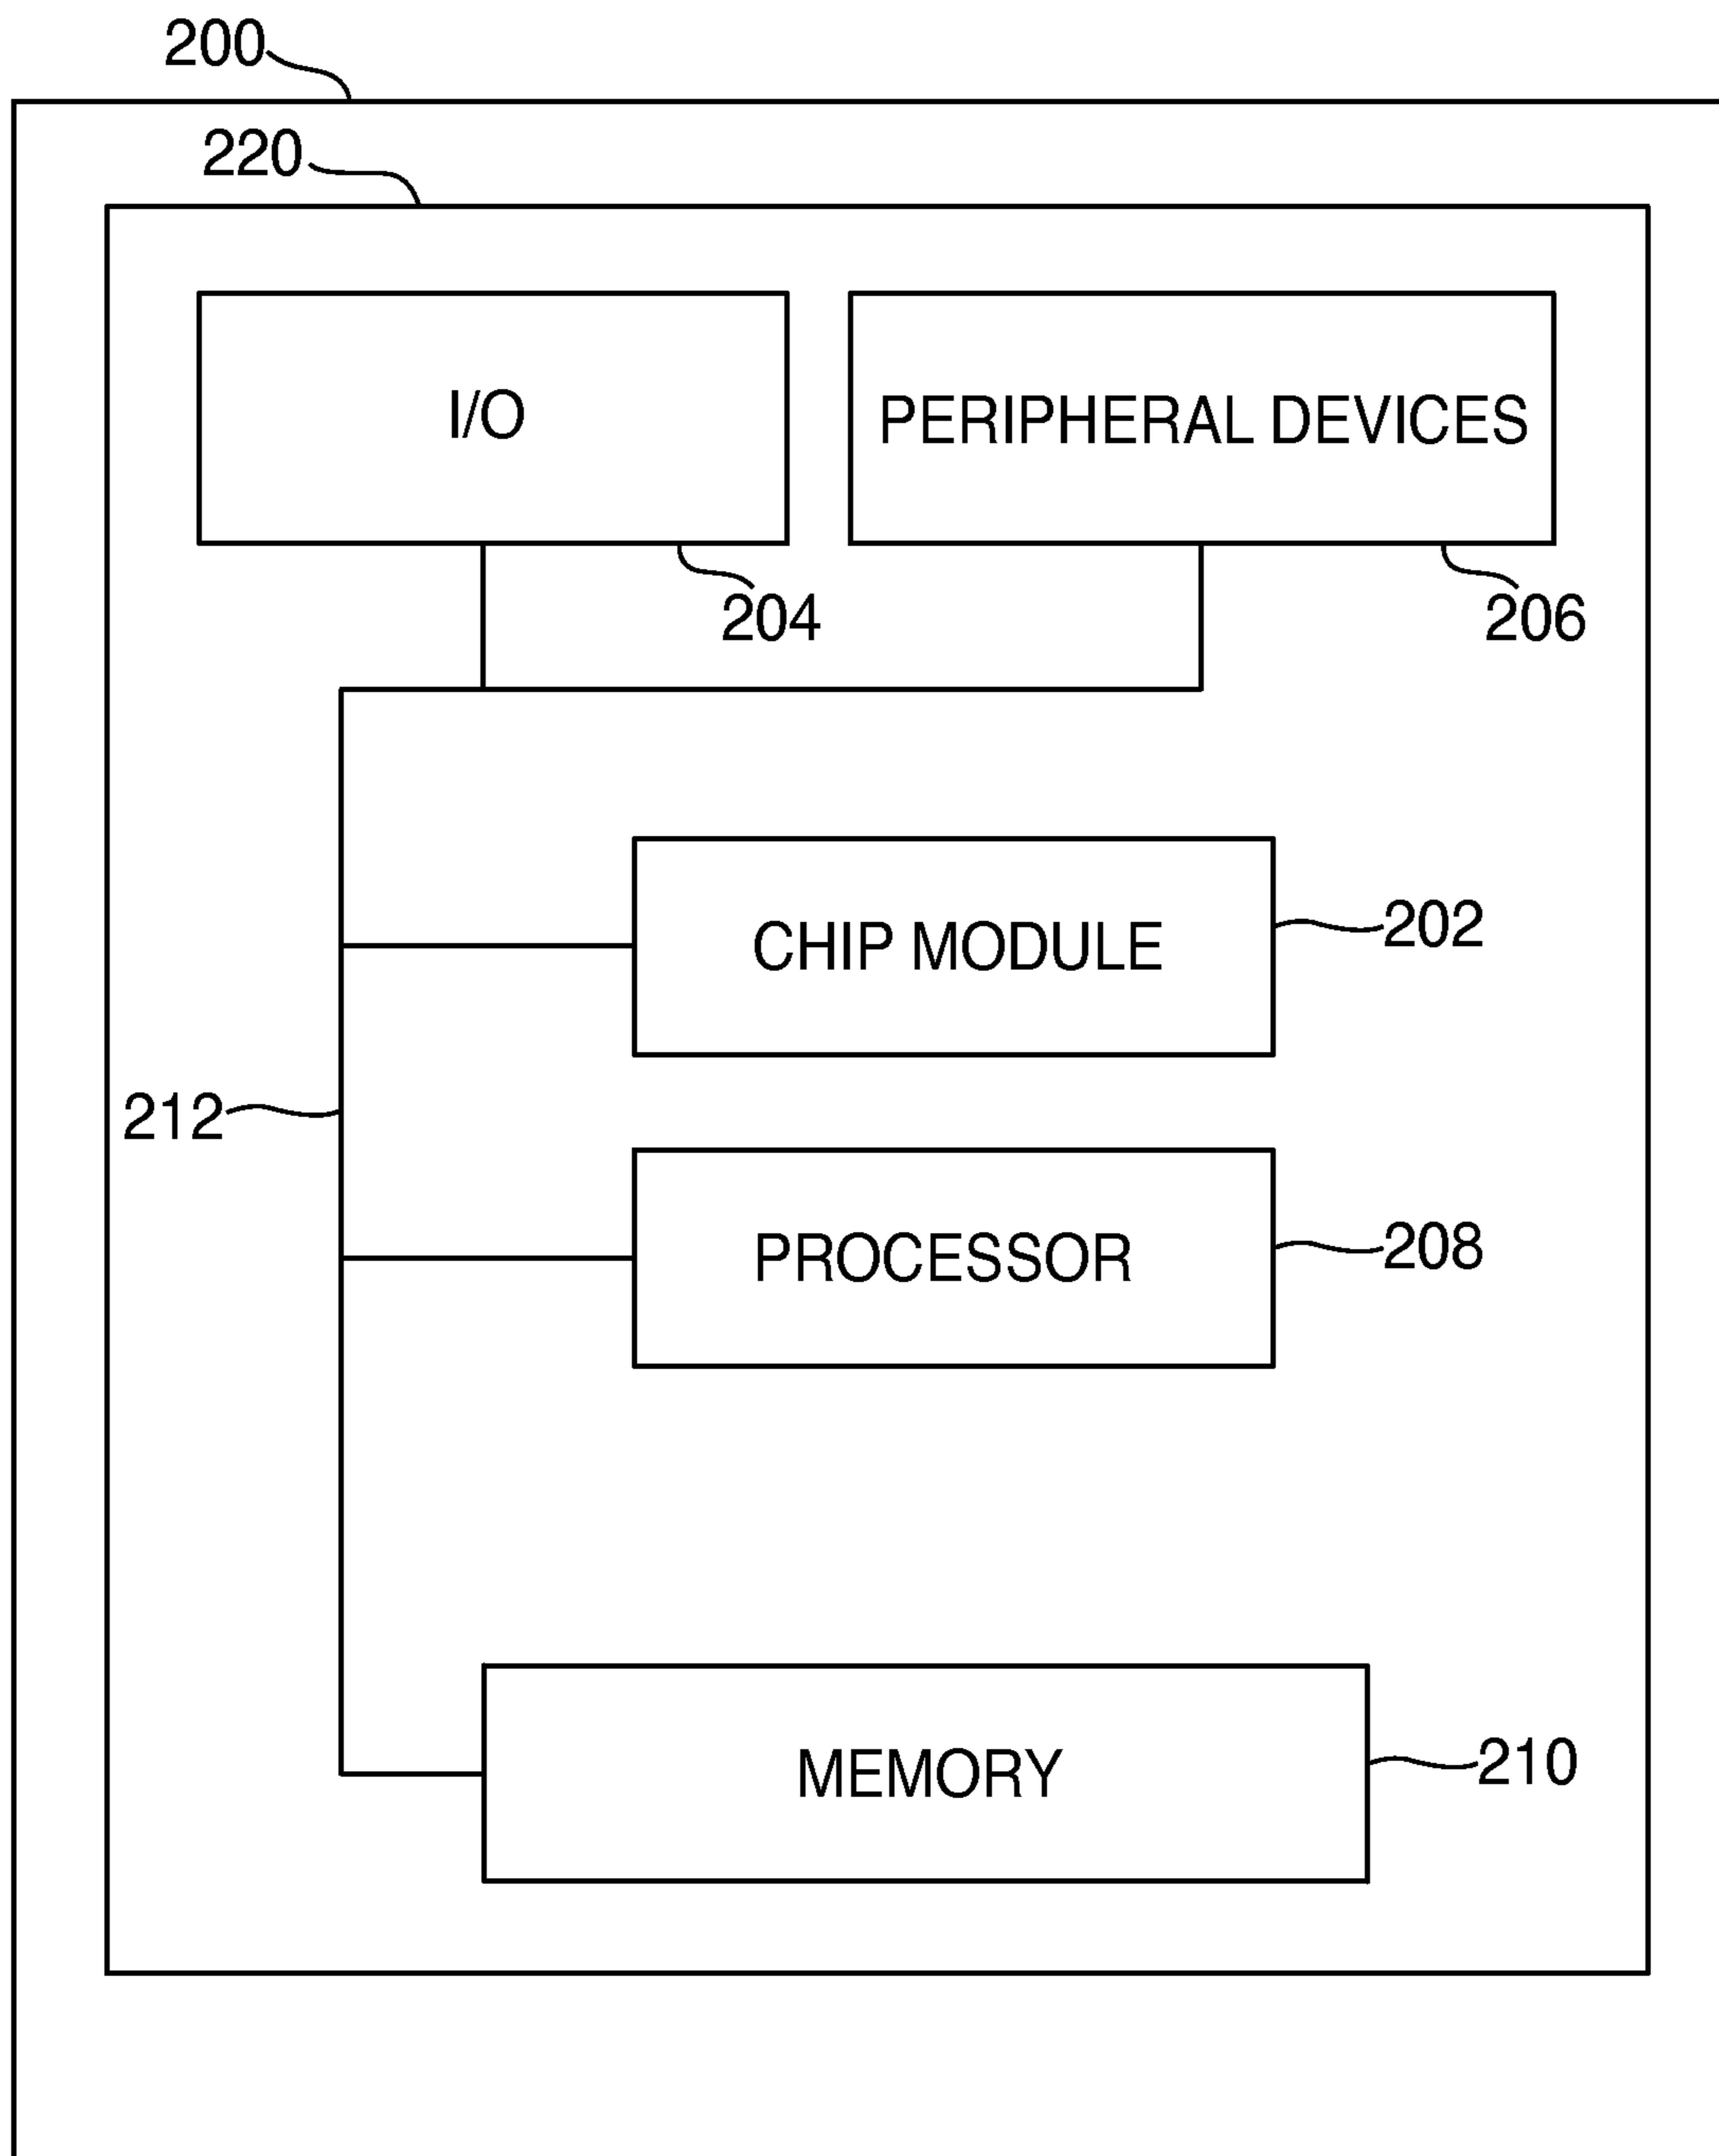 200
220
I/O
PERIPHERAL DEVICES
204
206
CHIP MODULE
202
212
PROCESSOR
208
MEMORY
210